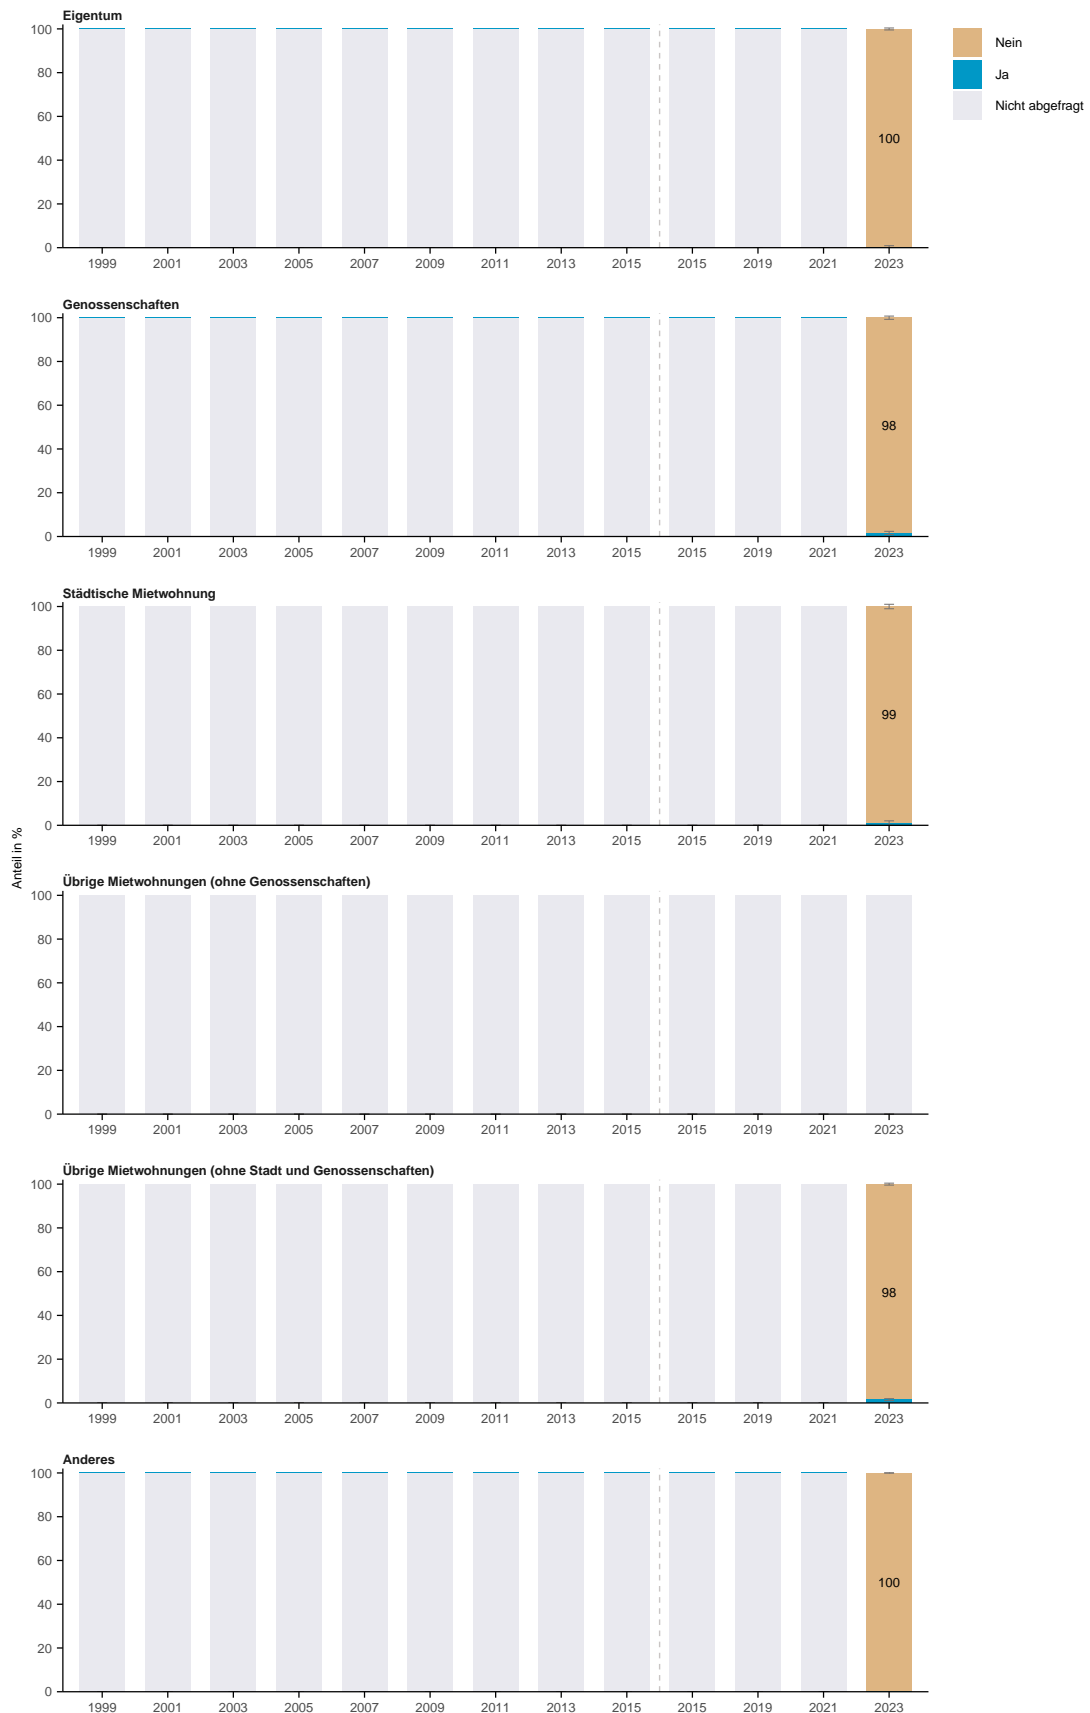 Eigentum
100
80
60
40
20
0
100
1999 2001 2003 2005 2007 2009 2011 2013 2015 2015 2019 2021 2023
Nein
Ja
Nicht abgefragt
Genossenschaften
100
80
60
40
20
0
98
1999 2001 2003 2005 2007 2009 2011 2013 2015 2015 2019 2021 2023
Städtische Mietwohnung
100
80
60
40
20
0
99
1999 2001 2003 2005 2007 2009 2011 2013 2015 2015 2019 2021 2023
Anteil in %
Übrige Mietwohnungen (ohne Genossenschaften)
100
80
60
40
20
0
1999 2001 2003 2005 2007 2009 2011 2013 2015 2015 2019 2021 2023
Übrige Mietwohnungen (ohne Stadt und Genossenschaften)
100
80
60
40
20
0
98
1999 2001 2003 2005 2007 2009 2011 2013 2015 2015 2019 2021 2023
Anderes
100
80
60
40
20
0
100
1999 2001 2003 2005 2007 2009 2011 2013 2015 2015 2019 2021 2023